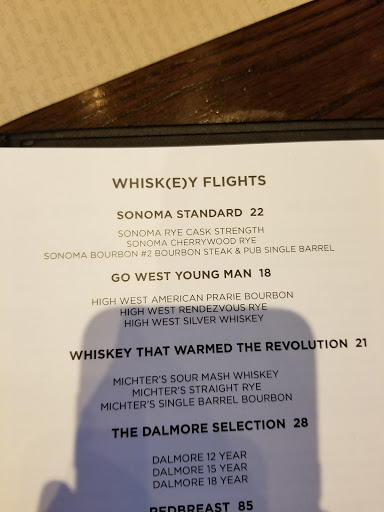 WHISK(E)Y FLIGHTS
SONOMA STANDARD 22
SONOMA RYE CASK STRENGTH
SONOMA CHERRYWOOD RYE
SONOMA BOURBON #2 BOURBON STEAK & PUB SINGLE BARREL
GO WEST YOUNG MAN 18
HIGH WEST AMERICAN PRARIE BOURBON
HIGH WEST RENDEZVOUS RYE
HIGH WEST SILVER WHISKEY
WHISKEY THAT WARMED THE REVOLUTION 21
MICHTER'S SOUR MASH WHISKEY
MICHTER'S STRAIGHT RYE
MICHTER'S SINGLE BARREL BOURBON
THE DALMORE SELECTION 28
DALMORE 12 YEAR
DALMORE 15 YEAR
DALMORE 18 YEAR
REDBREAST 85